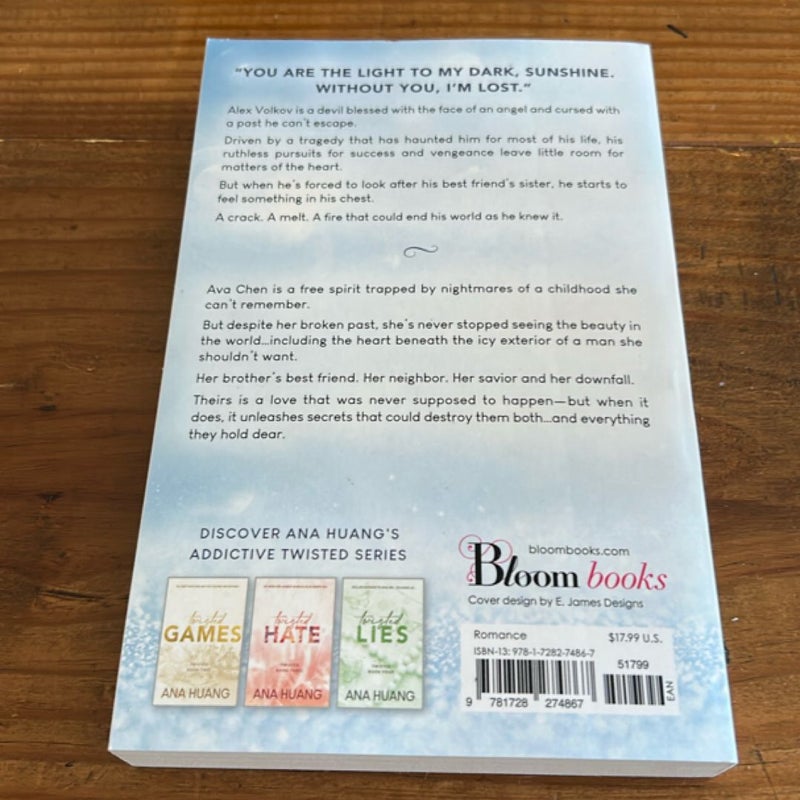 "YOU ARE THE LIGHT TO MY DARK, SUNSHINE.
WITHOUT YOU, I'M LOST."
Alex Volkov is a devil blessed with the face of an angel and cursed with
a past he can't escape.
Driven by a tragedy that has haunted him for most of his life, his
ruthless pursuits for success and vengeance leave little room for
matters of the heart.
But when he's forced to look after his best friend's sister, he starts to
feel something in his chest.
A crack. A melt. A fire that could end his world as he knew it.
Ava Chen is a free spirit trapped by nightmares of a childhood she
can't remember.
But despite her broken past, she's never stopped seeing the beauty in
the world...including the heart beneath the icy exterior of a man she
shouldn't want.
Her brother's best friend. Her neighbor. Her savior and her downfall.
Theirs is a love that was never supposed to happen—but when it
does, it unleashes secrets that could destroy them both...and everything
they hold dear.
DISCOVER ANA HUANG'S
ADDICTIVE TWISTED SERIES
twisted
GAMES
ANA HUANG
twisted
HATE
ANA HUANG
twisted
LIES
ANA HUANG
bloombooks.com
Bloom books
Cover design by E. James Designs
Romance $17.99 U.S.
ISBN-13: 978-1-7282-7486-7
51799
9 781728 274867
EAN